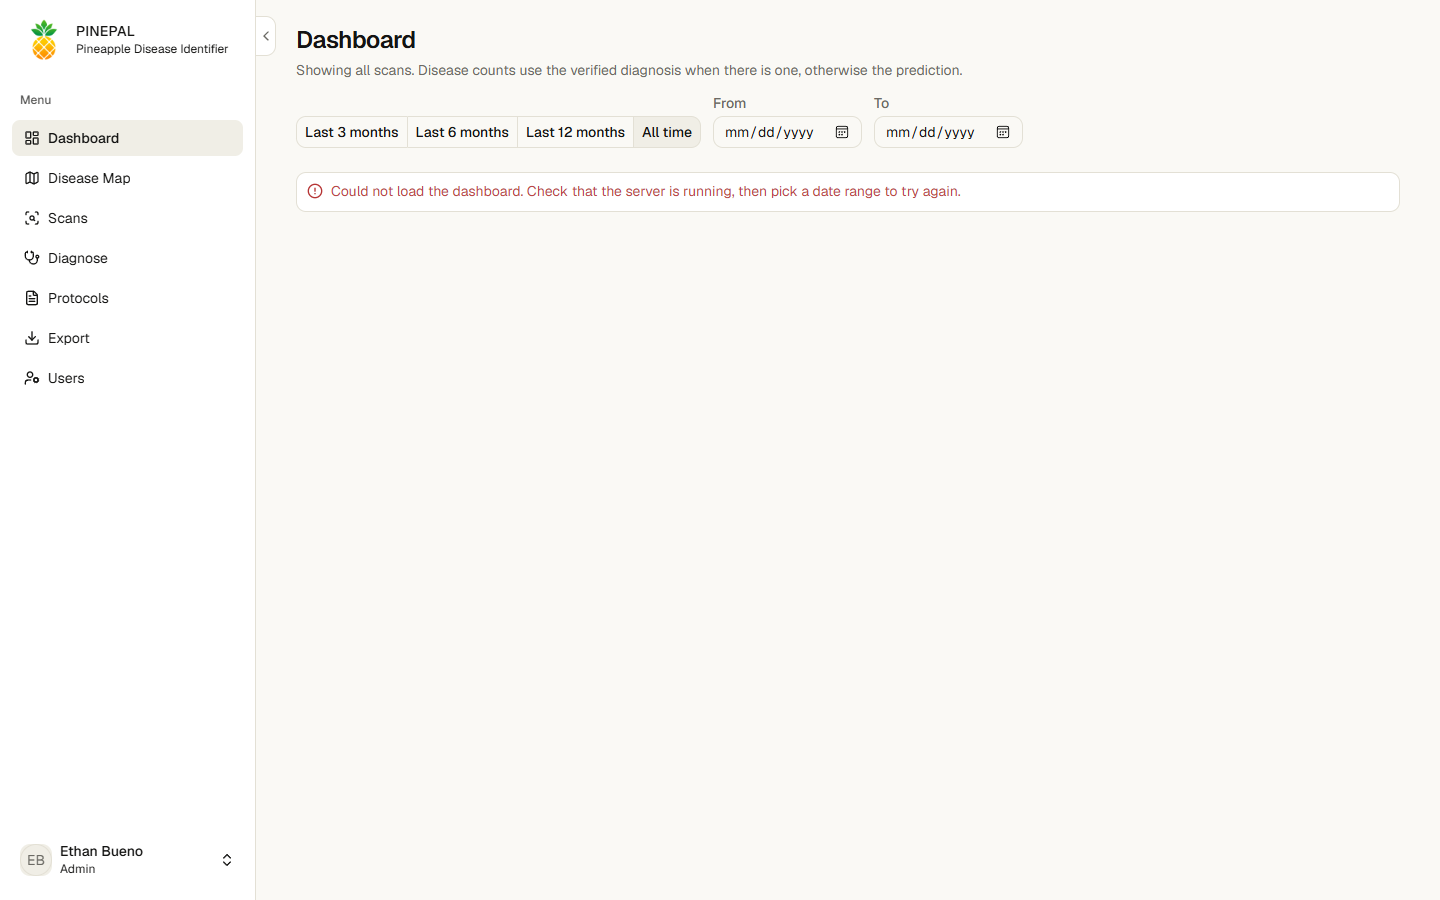 PINEPAL
Pineapple Disease Identifier
Menu
Dashboard
Disease Map
Scans
Diagnose
Protocols
Export
Users
EB
Ethan Bueno
Admin
Dashboard
Showing all scans. Disease counts use the verified diagnosis when there is one, otherwise the prediction.
From To
Last 3 months Last 6 months Last 12 months All time mm/dd/yyyy mm/dd/yyyy
Could not load the dashboard. Check that the server is running, then pick a date range to try again.